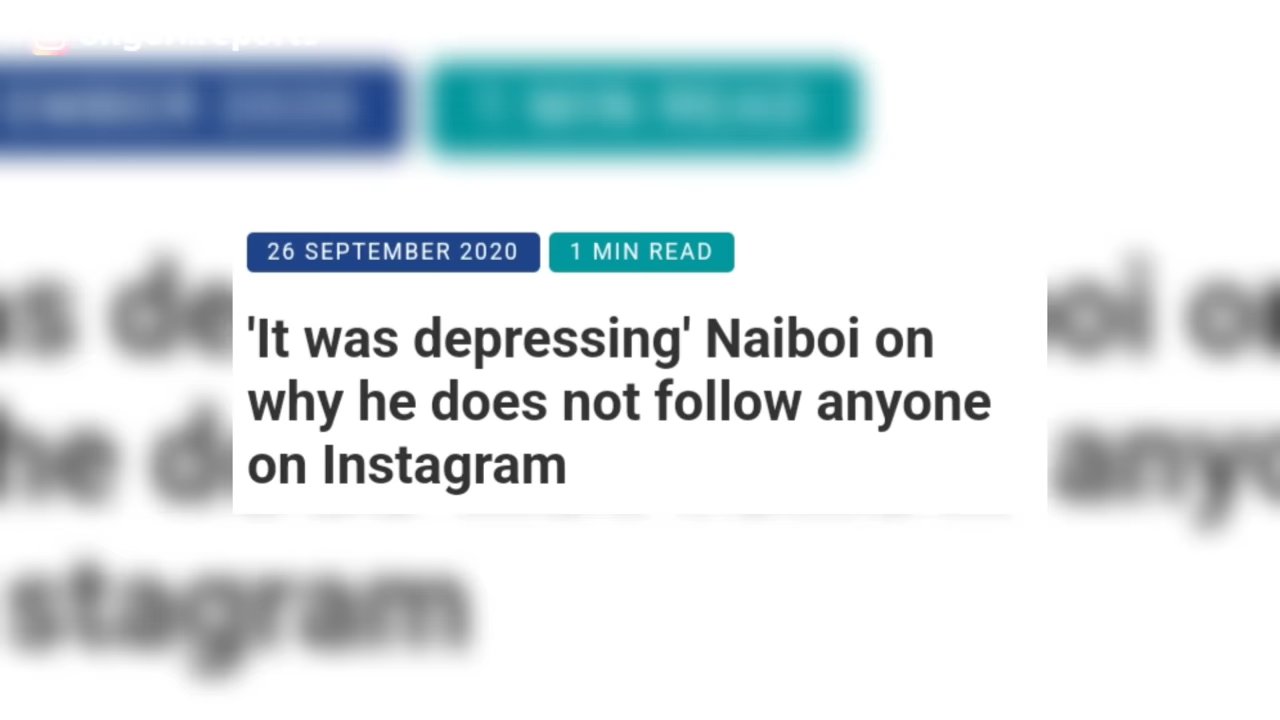 26 SEPTEMBER 2020 1 MIN READ
'It was depressing' Naiboi on
why he does not follow anyone
on Instagram